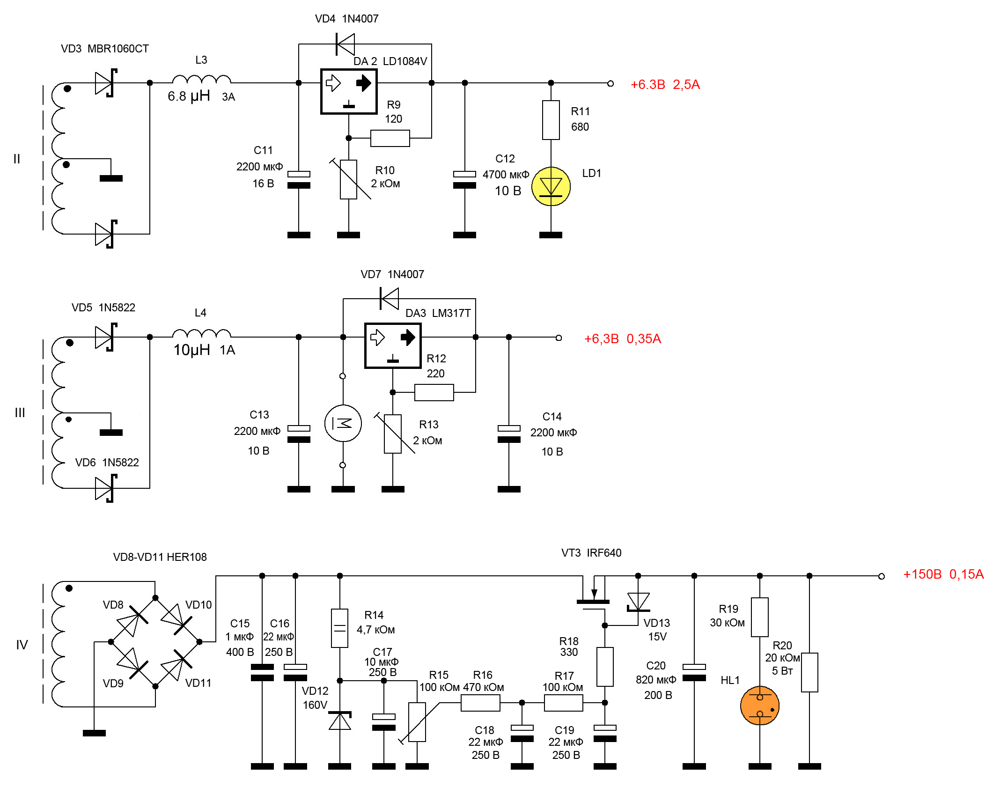 VD4 1N4007
VD3 MBR1060CT
L3
DA 2 LD1084V
6.8 µH 3A
+6.3В 2,5А
R9
120
R11
680
II
C11
2200 мкФ
16 В
R10
2 кОм
C12
4700 мкФ
10 В
LD1
VD7 1N4007
VD5 1N5822
L4
DA3 LM317T
10µH 1A
+6,3В 0,35А
R12
220
III
C13
2200 мкФ
10 В
M
R13
2 кОм
C14
2200 мкФ
10 В
VD6 1N5822
VT3 IRF640
VD8-VD11 HER108
+150В 0,15А
VD8
VD10
IV
VD9
VD11
C15
1 мкФ
400 В
C16
22 мкФ
250 В
R14
4,7 кОм
C17
10 мкФ
250 В
VD12
160V
R15
100 кОм
R16
470 кОм
R17
100 кОм
R18
330
VD13
15V
C18
22 мкФ
250 В
C19
22 мкФ
250 В
C20
820 мкФ
200 В
R19
30 кОм
HL1
R20
20 кОм
5 Вт